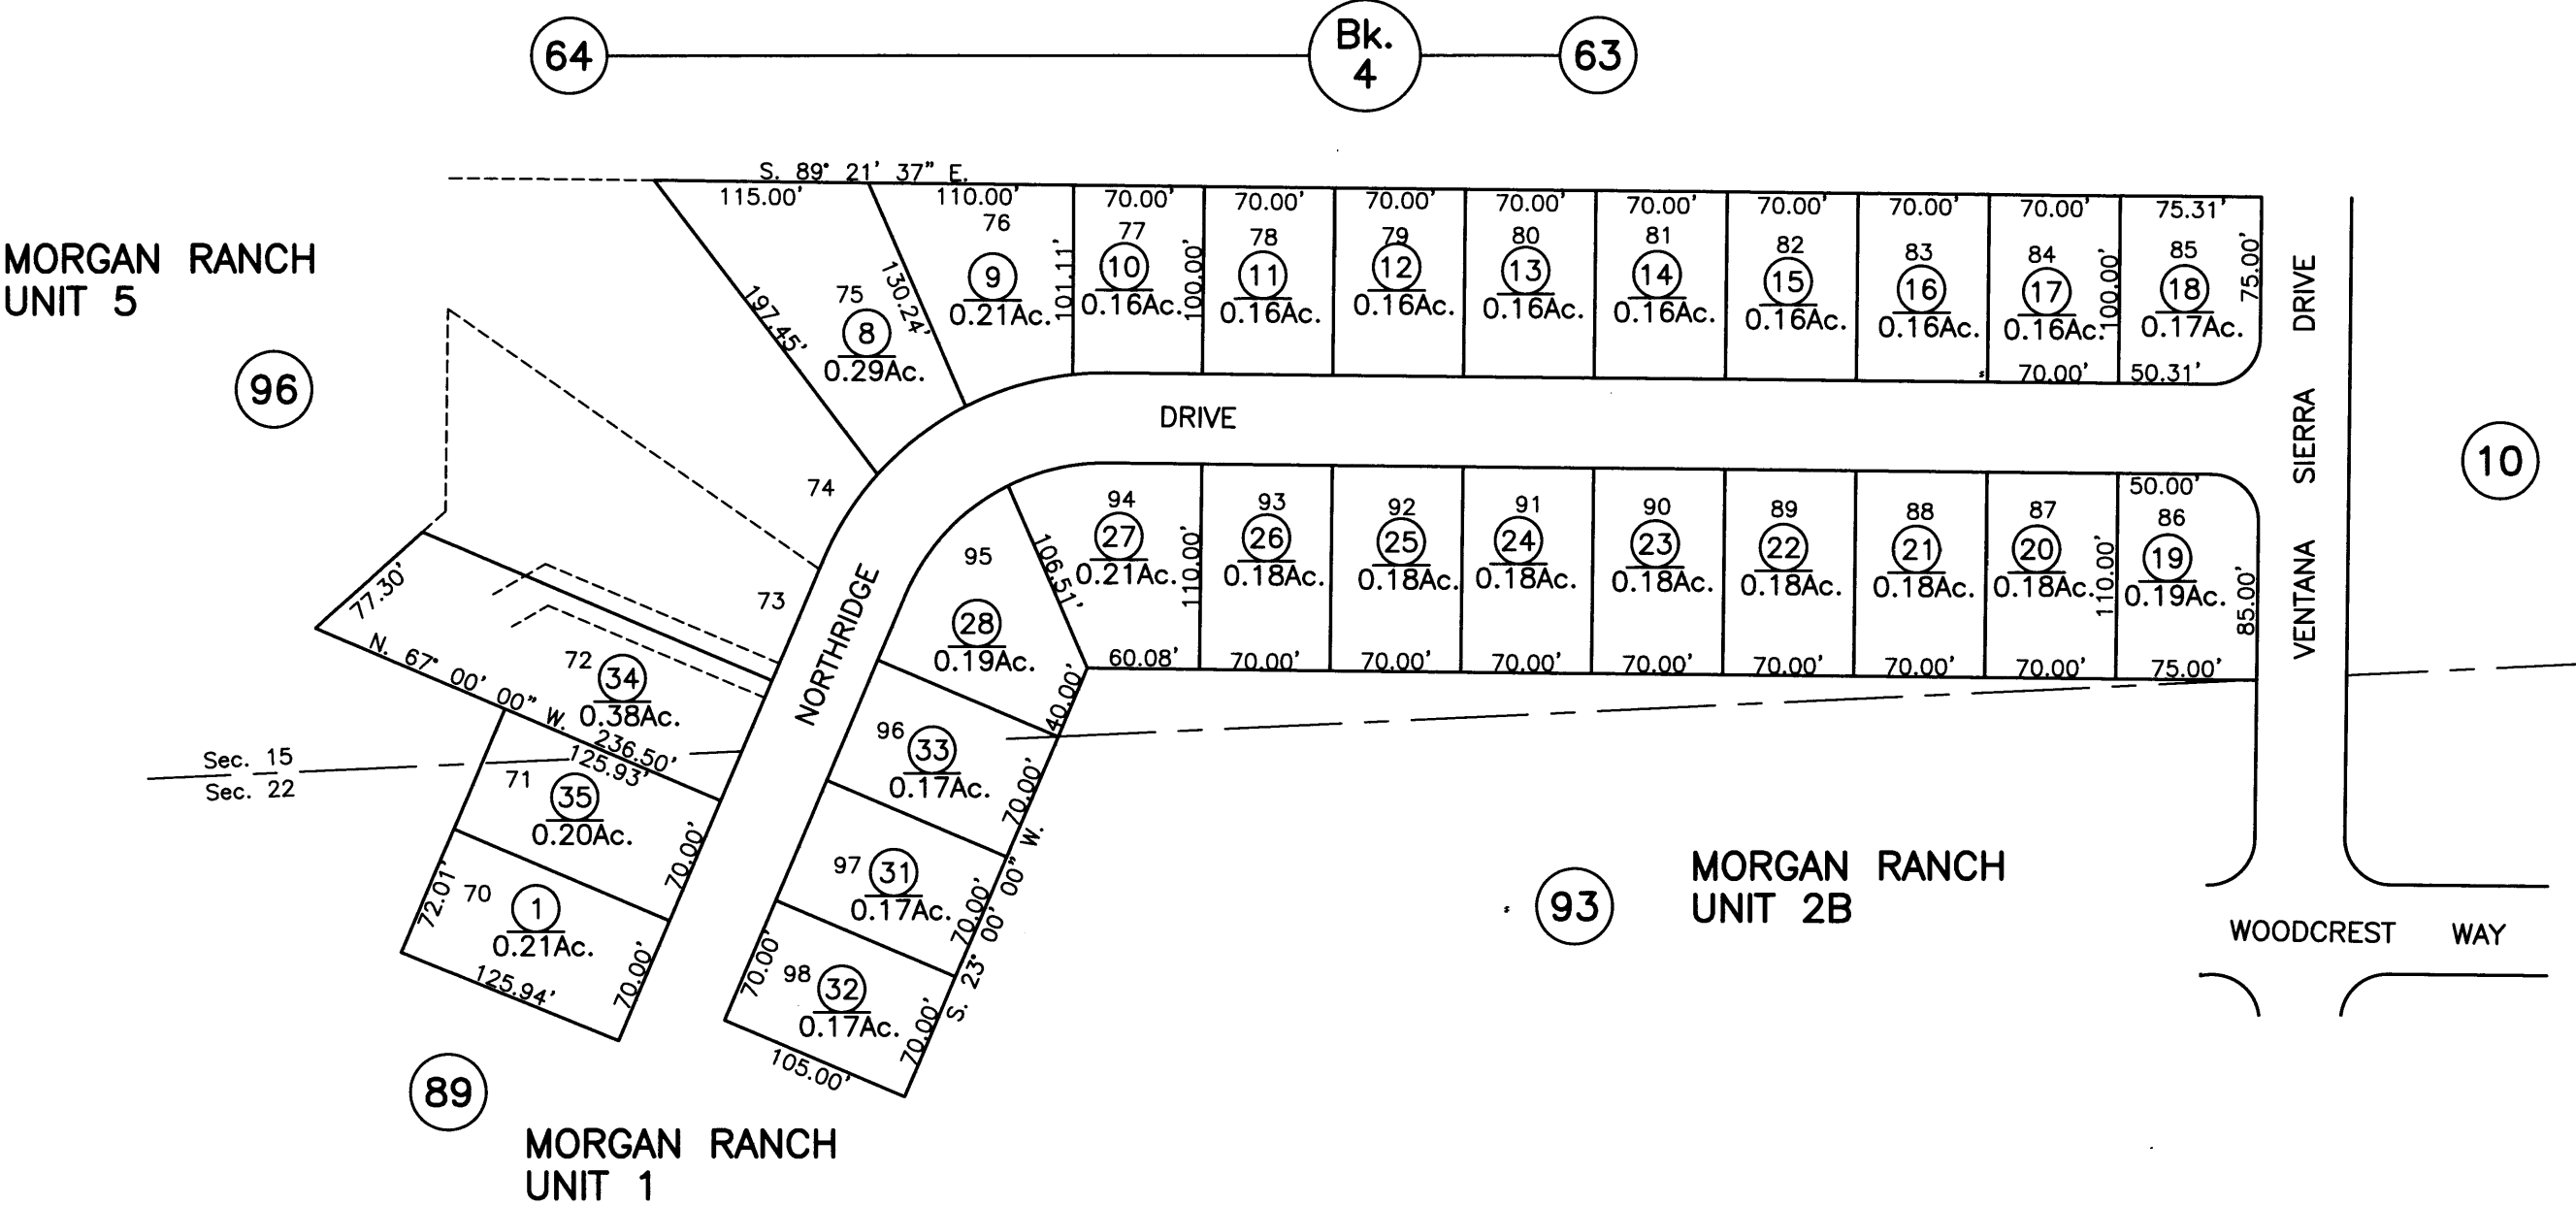 64
Bk.
4
63
S. 89° 21' 37" E.
115.00'
110.00'
70.00'
70.00'
70.00'
70.00'
70.00'
70.00'
70.00'
70.00'
75.31'
MORGAN RANCH
UNIT 5
96
197.45'
75
8
0.29Ac.
130.24'
76
9
0.21Ac.
101.11'
77
10
0.16Ac.
100.00'
78
11
0.16Ac.
79
12
0.16Ac.
80
13
0.16Ac.
81
14
0.16Ac.
82
15
0.16Ac.
83
16
0.16Ac.
84
17
0.16Ac.
100.00'
70.00'
85
18
0.17Ac.
75.00'
50.31'
DRIVE
VENTANA SIERRA DRIVE
10
74
73
NORTHRIDGE
95
28
0.19Ac.
106.51'
40.00'
94
27
0.21Ac.
110.00'
60.08'
93
26
0.18Ac.
70.00'
92
25
0.18Ac.
70.00'
91
24
0.18Ac.
70.00'
90
23
0.18Ac.
70.00'
89
22
0.18Ac.
70.00'
88
21
0.18Ac.
70.00'
87
20
0.18Ac.
110.00'
70.00'
50.00'
86
19
0.19Ac.
85.00'
75.00'
77.30'
72
34
0.38Ac.
N. 67° 00' 00" W.
236.50'
125.93'
Sec. 15
Sec. 22
71
35
0.20Ac.
70.00'
72.01'
70
1
0.21Ac.
70.00'
125.94'
96
33
0.17Ac.
70.00'
97
31
0.17Ac.
70.00'
S. 23° 00' 00" W.
70.00'
98
32
0.17Ac.
70.00'
105.00'
93
MORGAN RANCH
UNIT 2B
WOODCREST WAY
89
MORGAN RANCH
UNIT 1